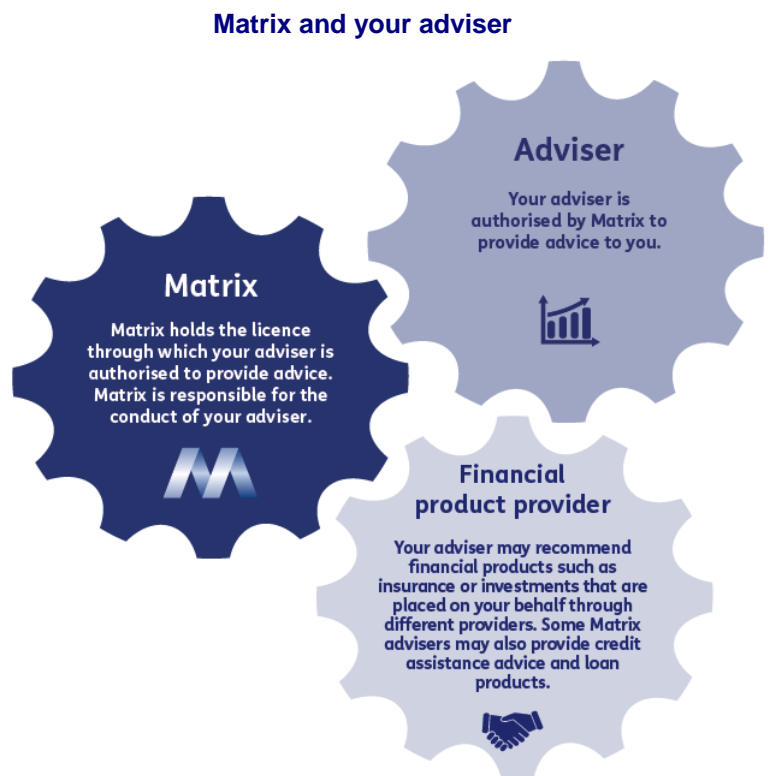 Matrix and your adviser
Adviser
Your adviser is
authorised by Matrix to
provide advice to you.
Matrix
Matrix holds the licence
through which your adviser is
authorised to provide advice.
Matrix is responsible for the
conduct of your adviser.
Financial
product provider
Your adviser may recommend
financial products such as
insurance or investments that are
placed on your behalf through
different providers. Some Matrix
advisers may also provide credit
assistance advice and loan
products.